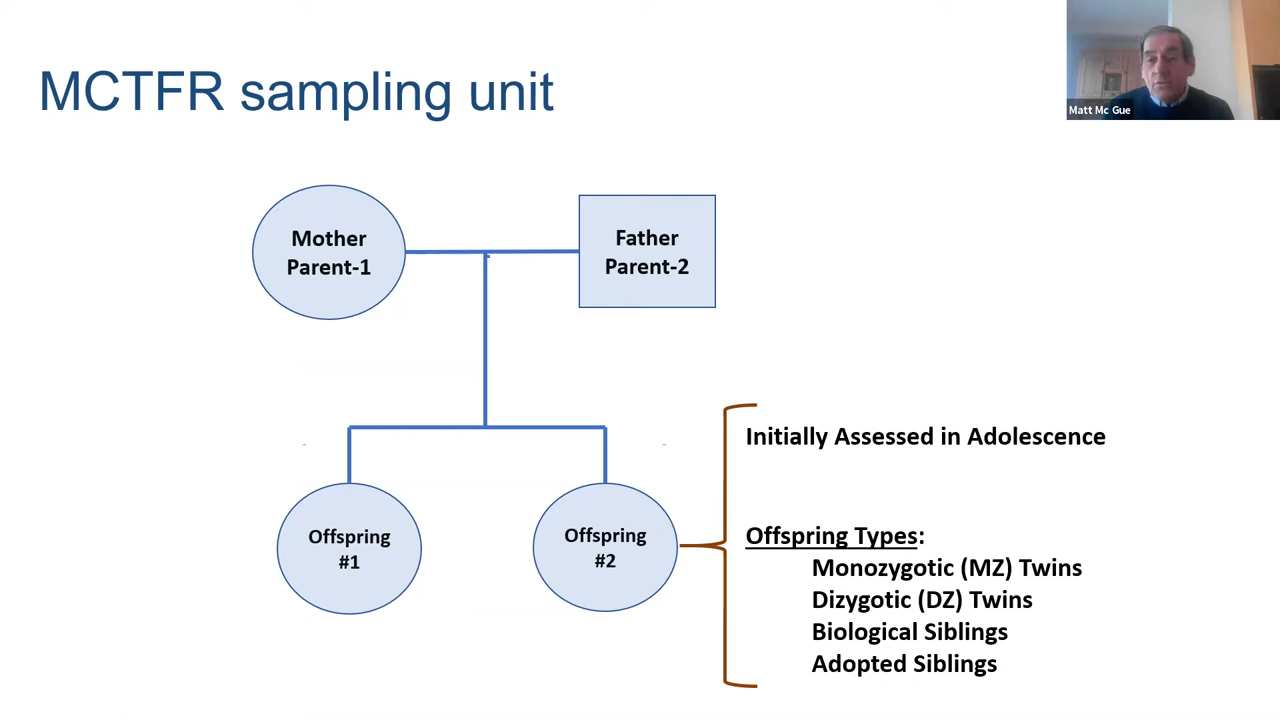 MCTFR sampling unit
Matt Mc Gue
Mother
Parent-1
Father
Parent-2
Initially Assessed in Adolescence
Offspring
#1
Offspring
#2
Offspring Types:
Monozygotic (MZ) Twins
Dizygotic (DZ) Twins
Biological Siblings
Adopted Siblings